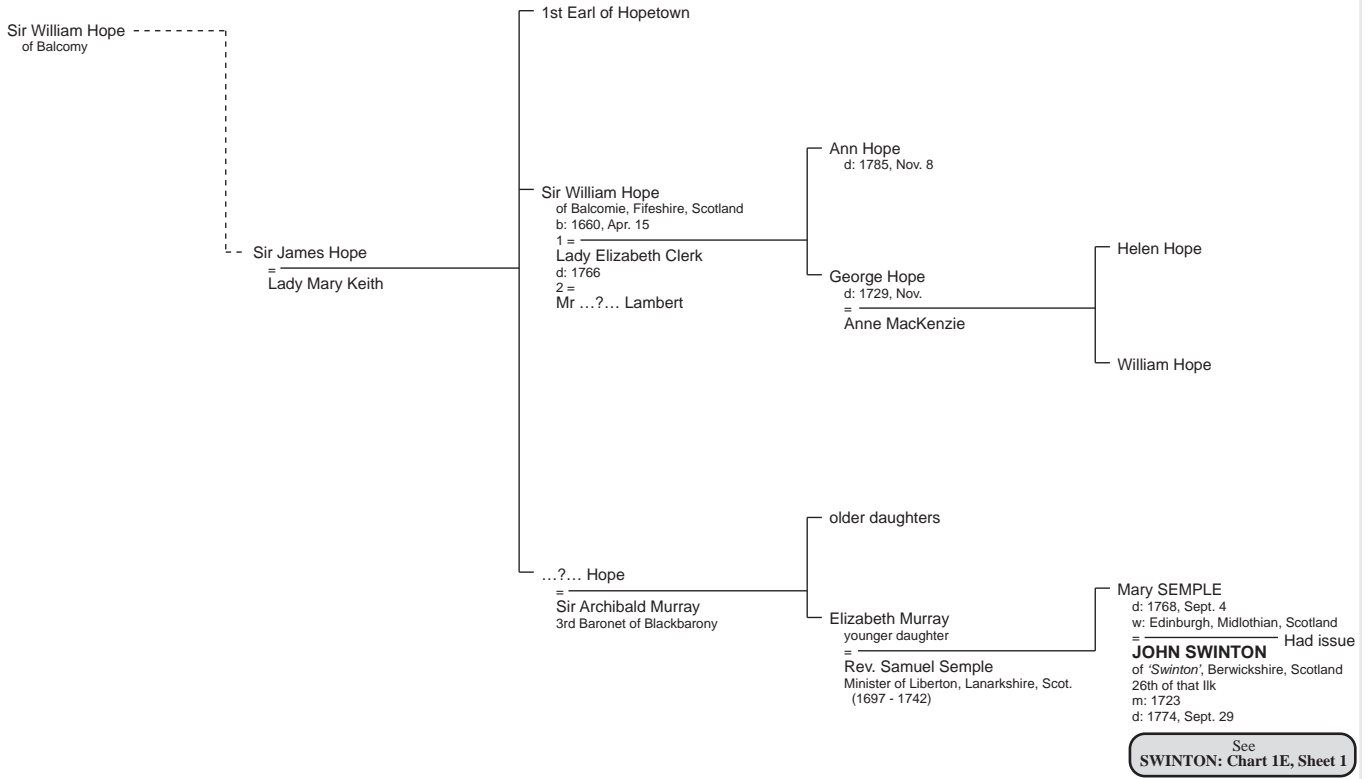 Sir William Hope
of Balcomy
Sir James Hope
=
Lady Mary Keith
1st Earl of Hopetown
Sir William Hope
of Balcomie, Fifeshire, Scotland
b: 1660, Apr. 15
1 =
Lady Elizabeth Clerk
d: 1766
2 =
Mr …?… Lambert
Ann Hope
d: 1785, Nov. 8
George Hope
d: 1729, Nov.
=
Anne MacKenzie
Helen Hope
William Hope
…?… Hope
=
Sir Archibald Murray
3rd Baronet of Blackbarony
older daughters
Elizabeth Murray
younger daughter
=
Rev. Samuel Semple
Minister of Liberton, Lanarkshire, Scot.
(1697 - 1742)
Mary SEMPLE
d: 1768, Sept. 4
w: Edinburgh, Midlothian, Scotland
= Had issue
JOHN SWINTON
of 'Swinton', Berwickshire, Scotland
26th of that Ilk
m: 1723
d: 1774, Sept. 29
See
SWINTON: Chart 1E, Sheet 1